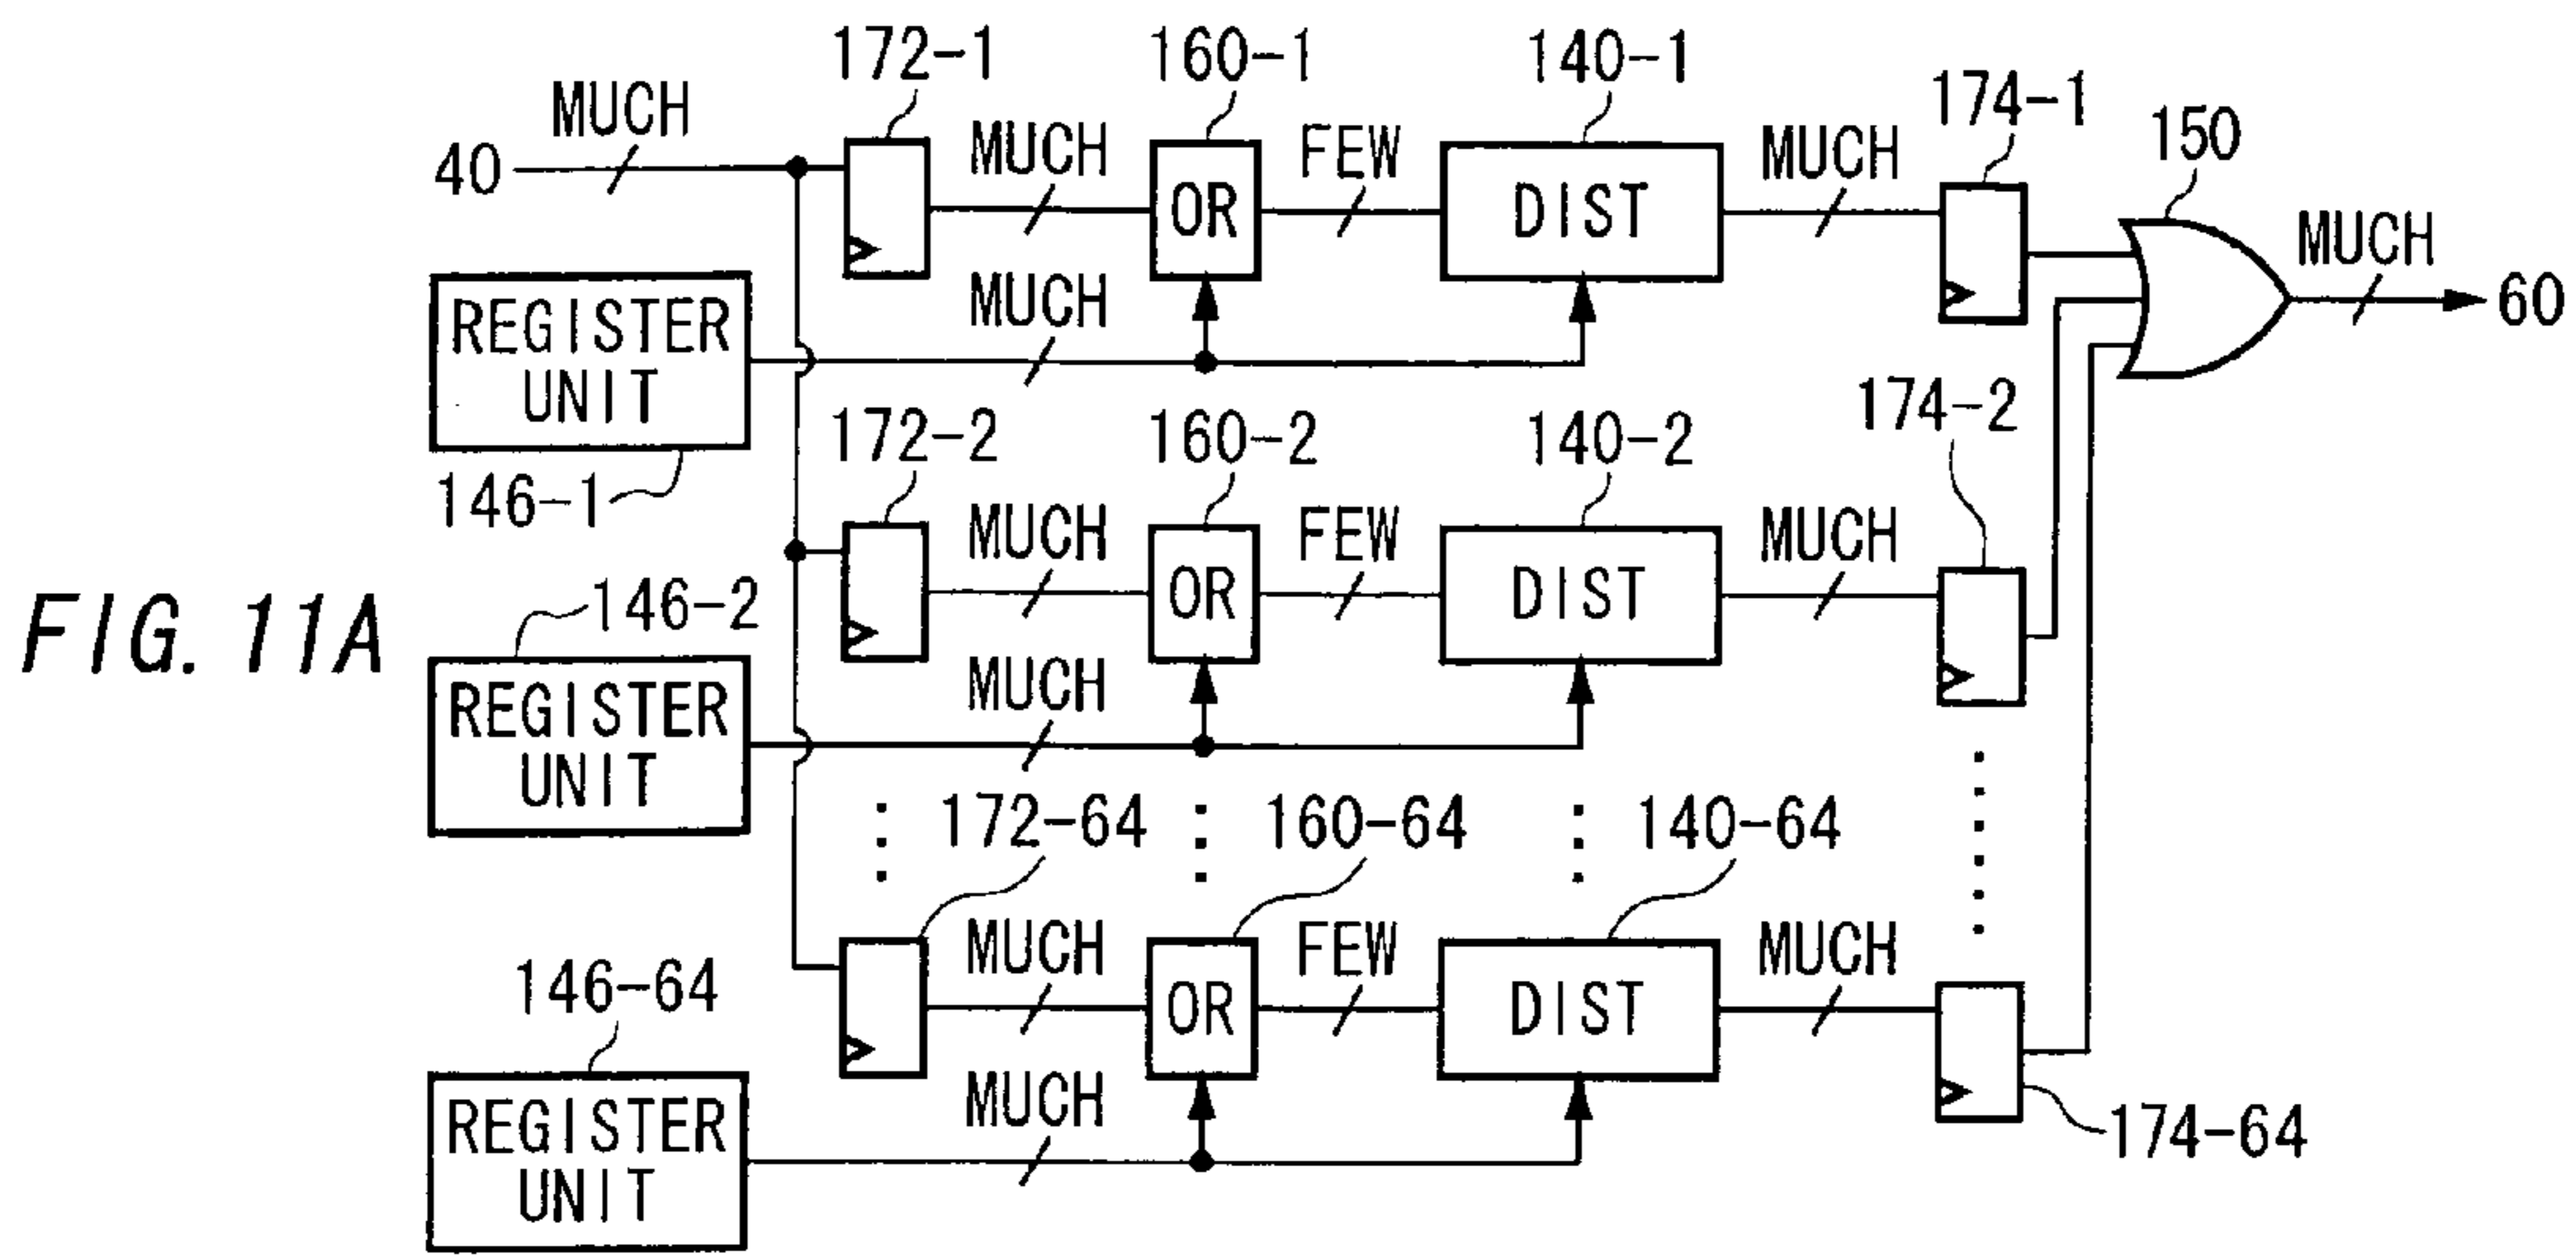 172-1
160-1
140-1
174-1
150
MUCH
40
MUCH
OR
FEW
DIST
MUCH
MUCH
60
REGISTER
UNIT
MUCH
146-1
172-2
160-2
140-2
174-2
MUCH
OR
FEW
DIST
MUCH
FIG. 11A
146-2
REGISTER
UNIT
MUCH
172-64
160-64
140-64
MUCH
OR
FEW
DIST
MUCH
146-64
REGISTER
UNIT
MUCH
174-64